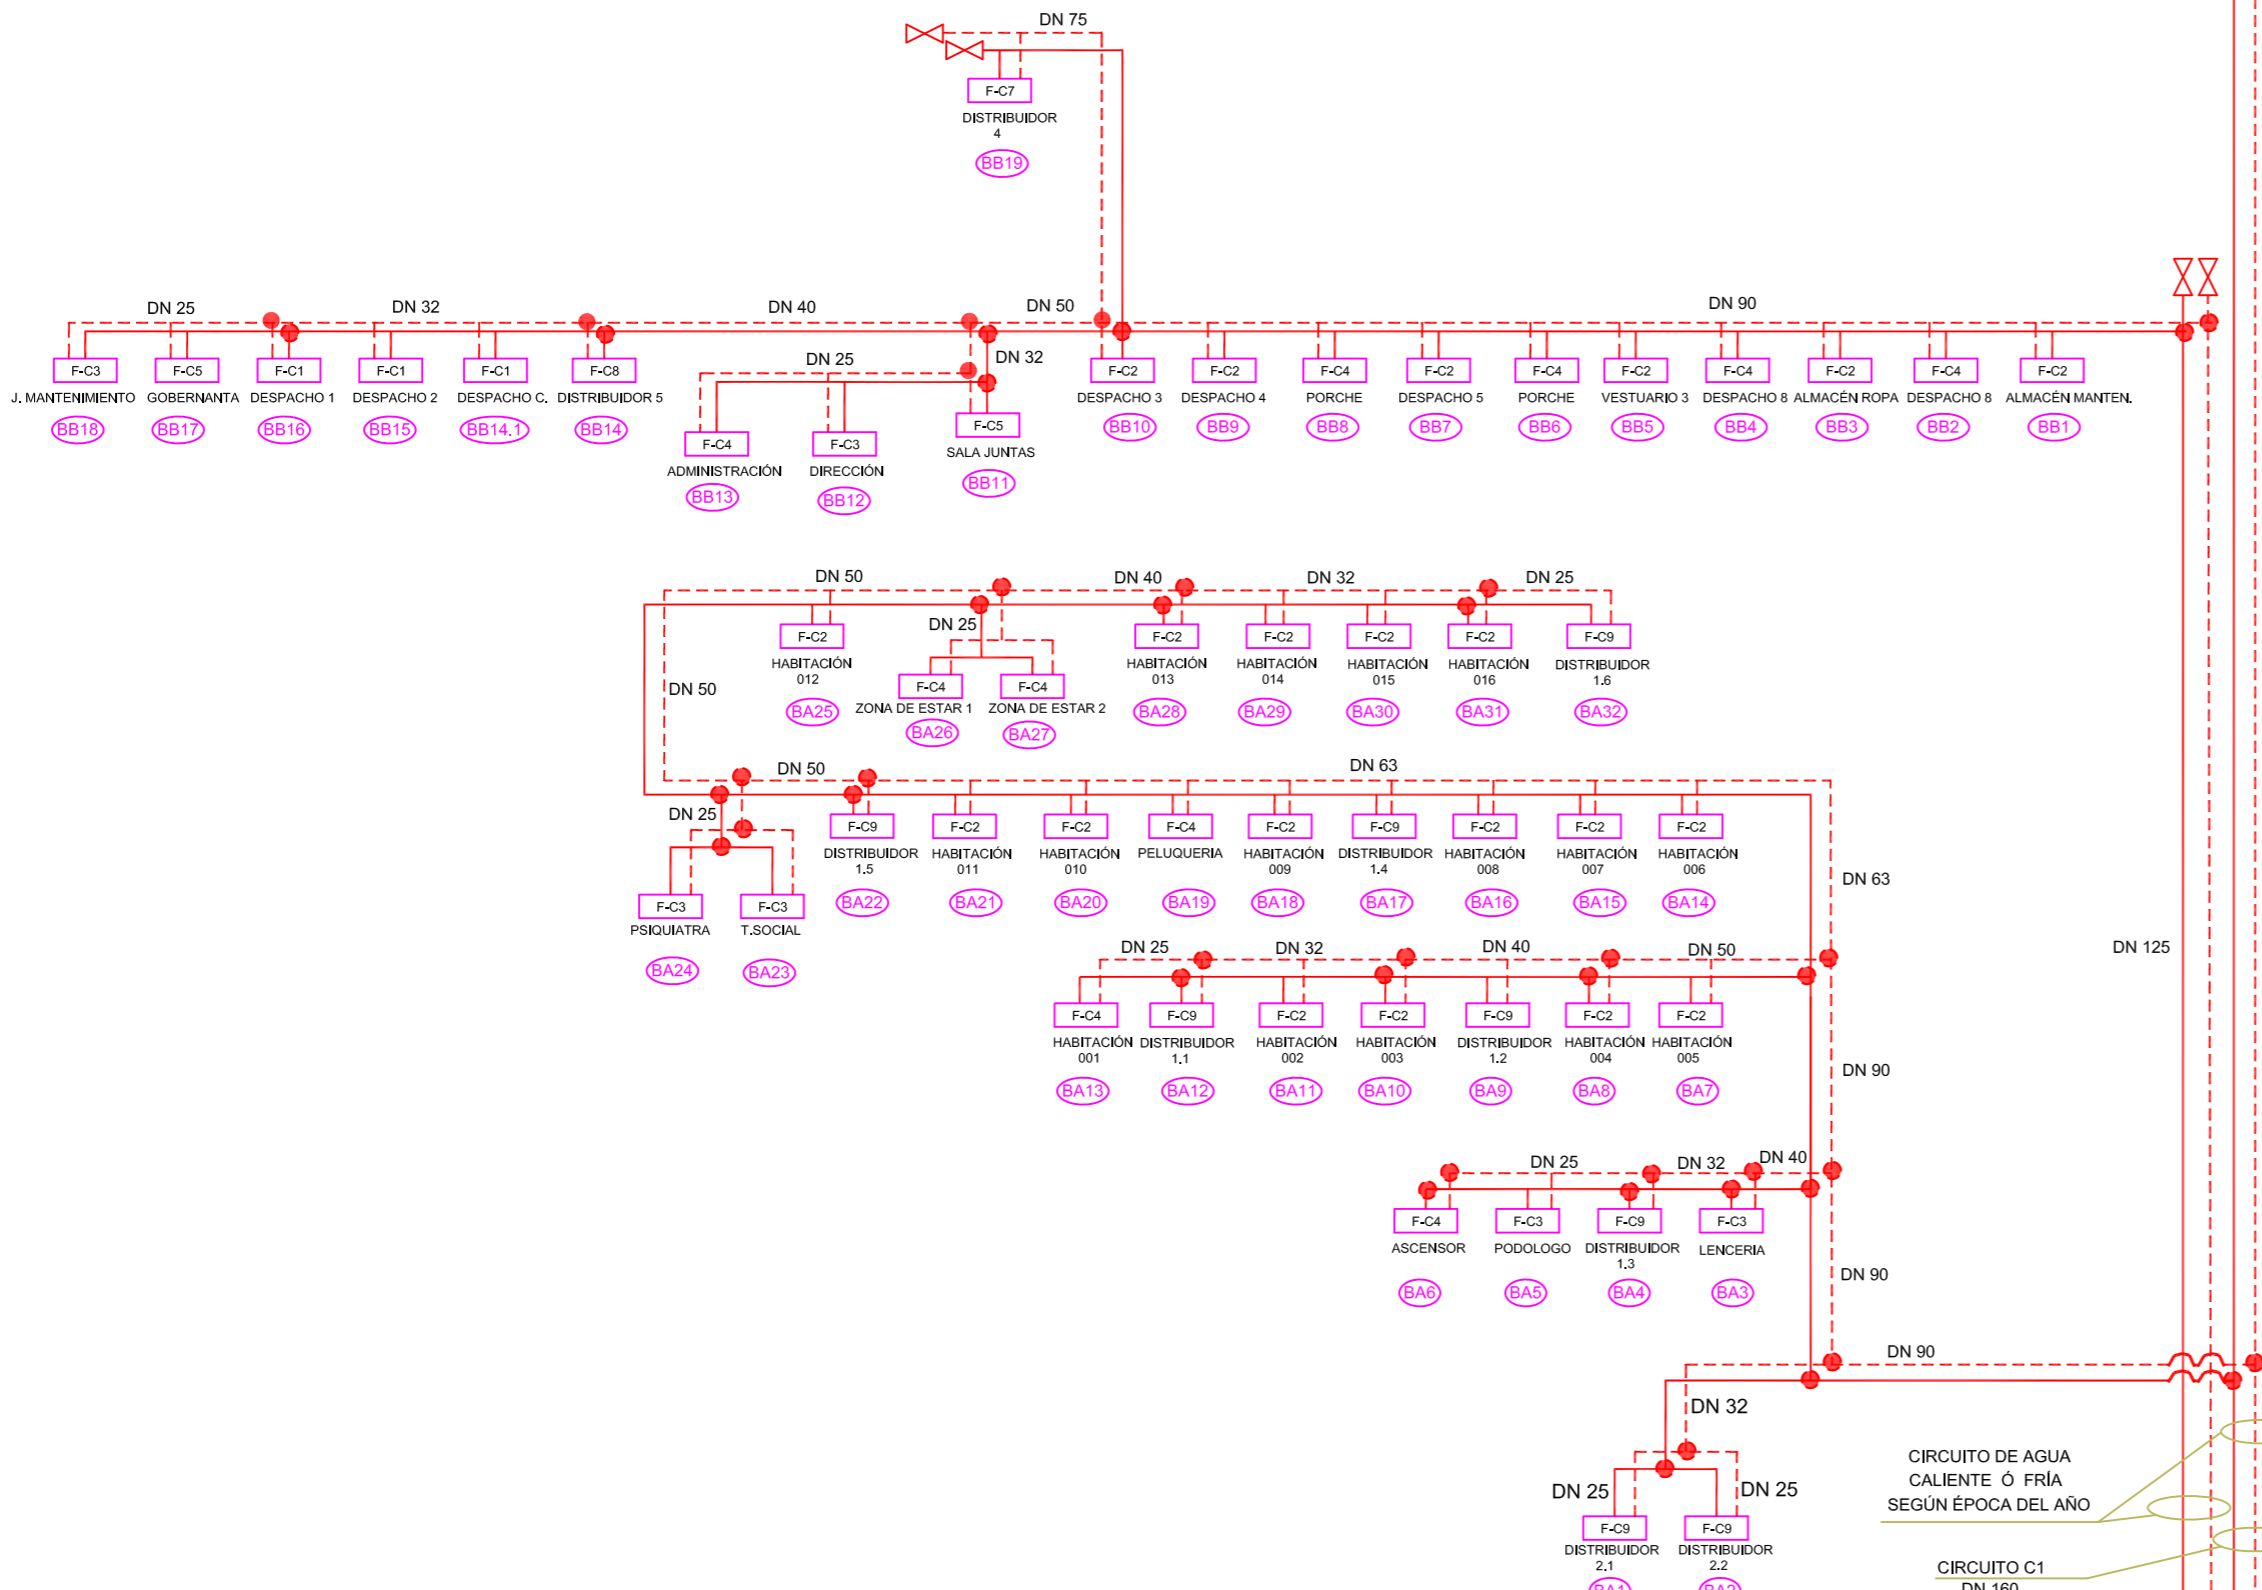 DN 75
F-C7
DISTRIBUIDOR
4
BB19
DN 25
DN 32
DN 40
DN 50
DN 90
F-C3
F-C5
F-C1
F-C1
F-C1
F-C8
DN 25
DN 32
F-C2
F-C2
F-C4
F-C2
F-C4
F-C2
F-C4
F-C2
F-C4
F-C2
J. MANTENIMIENTO
GOBERNANTA
DESPACHO 1
DESPACHO 2
DESPACHO C.
DISTRIBUIDOR 5
DESPACHO 3
DESPACHO 4
PORCHE
DESPACHO 5
PORCHE
VESTUARIO 3
DESPACHO 8
ALMACÉN ROPA
DESPACHO 8
ALMACÉN MANTEN.
BB18
BB17
BB16
BB15
BB14.1
BB14
BB10
BB9
BB8
BB7
BB6
BB5
BB4
BB3
BB2
BB1
F-C4
F-C3
F-C5
ADMINISTRACIÓN
DIRECCIÓN
SALA JUNTAS
BB13
BB12
BB11
DN 50
DN 40
DN 32
DN 25
DN 25
F-C2
F-C2
F-C2
F-C2
F-C2
F-C9
HABITACIÓN
012
HABITACIÓN
013
HABITACIÓN
014
HABITACIÓN
015
HABITACIÓN
016
DISTRIBUIDOR
1.6
DN 50
F-C4
F-C4
ZONA DE ESTAR 1
ZONA DE ESTAR 2
BA25
BA26
BA27
BA28
BA29
BA30
BA31
BA32
DN 50
DN 63
DN 25
F-C9
F-C2
F-C2
F-C4
F-C2
F-C9
F-C2
F-C2
F-C2
DISTRIBUIDOR
1.5
HABITACIÓN
011
HABITACIÓN
010
PELUQUERIA
HABITACIÓN
009
DISTRIBUIDOR
1.4
HABITACIÓN
008
HABITACIÓN
007
HABITACIÓN
006
DN 63
BA22
BA21
BA20
BA19
BA18
BA17
BA16
BA15
BA14
F-C3
F-C3
PSIQUIATRA
T.SOCIAL
BA24
BA23
DN 25
DN 32
DN 40
DN 50
DN 125
F-C4
F-C9
F-C2
F-C2
F-C9
F-C2
F-C2
HABITACIÓN
001
DISTRIBUIDOR
1.1
HABITACIÓN
002
HABITACIÓN
003
DISTRIBUIDOR
1.2
HABITACIÓN
004
HABITACIÓN
005
BA13
BA12
BA11
BA10
BA9
BA8
BA7
DN 90
DN 25
DN 32
DN 40
F-C4
F-C3
F-C9
F-C3
ASCENSOR
PODOLOGO
DISTRIBUIDOR
1.3
LENCERIA
BA6
BA5
BA4
BA3
DN 90
DN 90
DN 32
DN 25
DN 25
F-C9
F-C9
DISTRIBUIDOR
2.1
DISTRIBUIDOR
2.2
BA1
BA2
CIRCUITO DE AGUA
CALIENTE Ó FRÍA
SEGÚN ÉPOCA DEL AÑO
CIRCUITO C1
DN 160